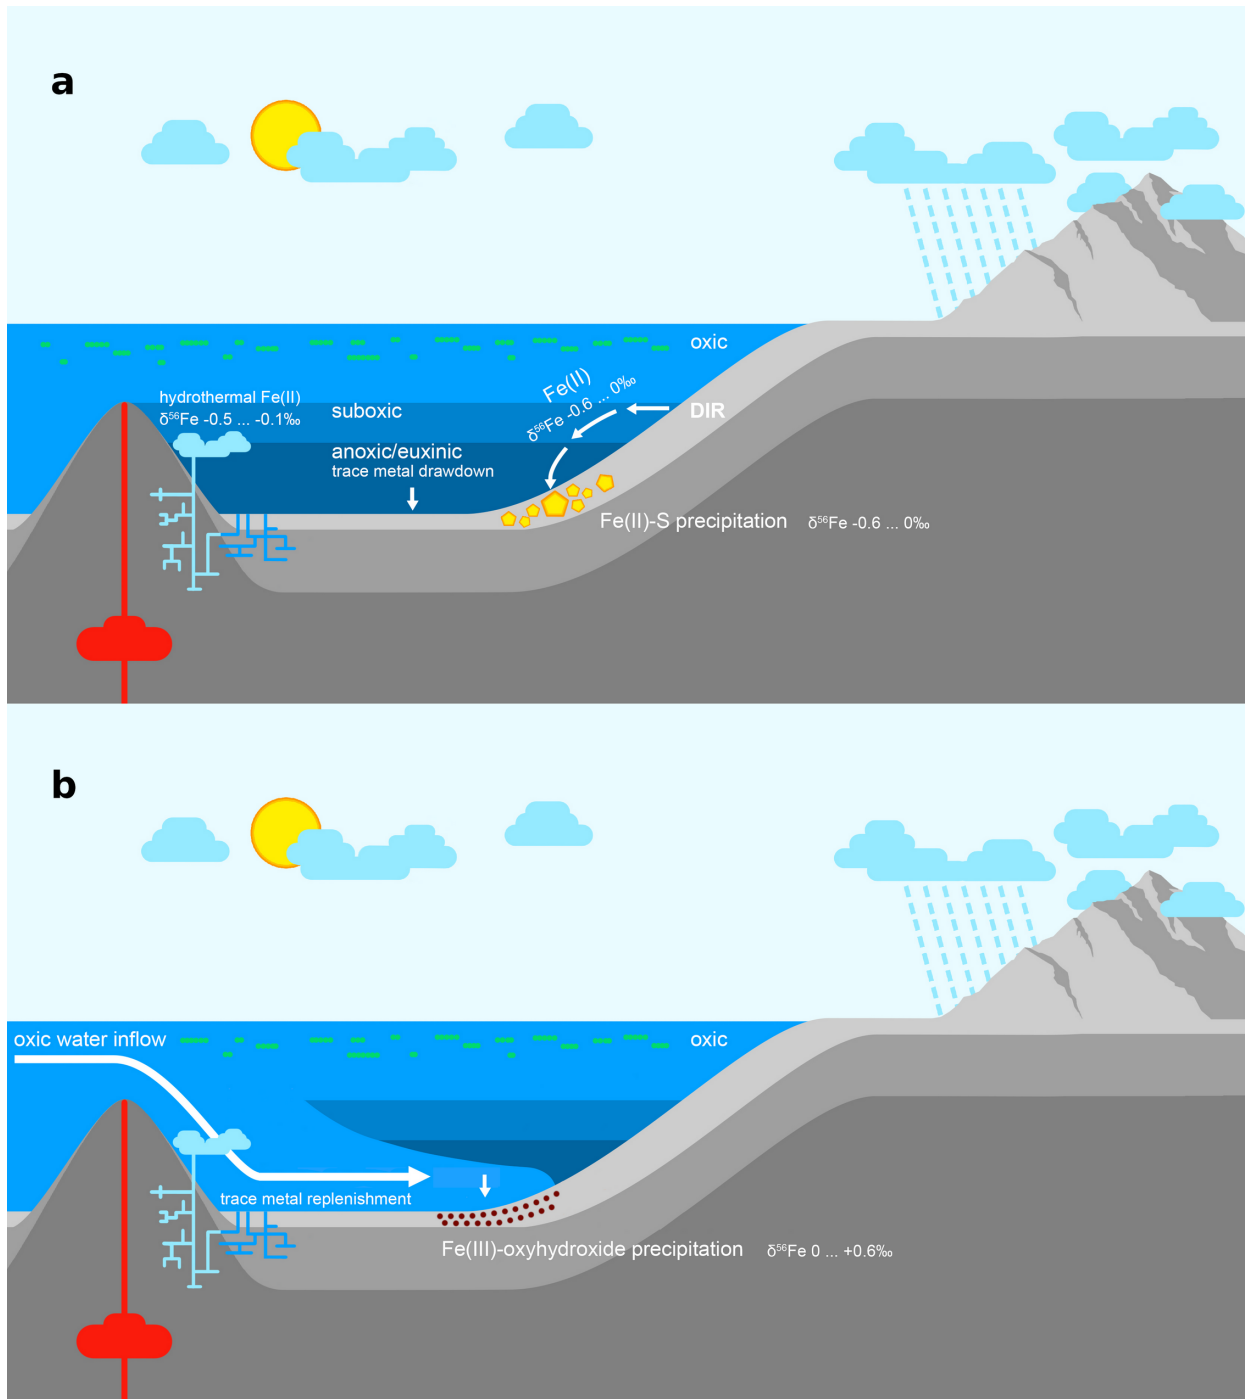 a
oxic
hydrothermal Fe(II)
δ⁵⁶Fe -0.5 ... -0.1‰
suboxic
Fe(II)
δ⁵⁶Fe -0.6 ... 0‰
DIR
anoxic/euxinic
trace metal drawdown
Fe(II)-S precipitation δ⁵⁶Fe -0.6 ... 0‰
b
oxic water inflow
oxic
trace metal replenishment
Fe(III)-oxyhydroxide precipitation δ⁵⁶Fe 0 ... +0.6‰